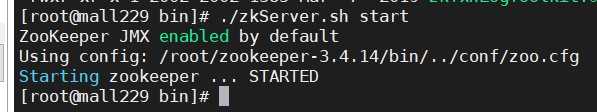 [root@mall229 bin]# ./zkServer.sh start
ZooKeeper JMX enabled by default
Using config: /root/zookeeper-3.4.14/bin/../conf/zoo.cfg
Starting zookeeper ... STARTED
[root@mall229 bin]#